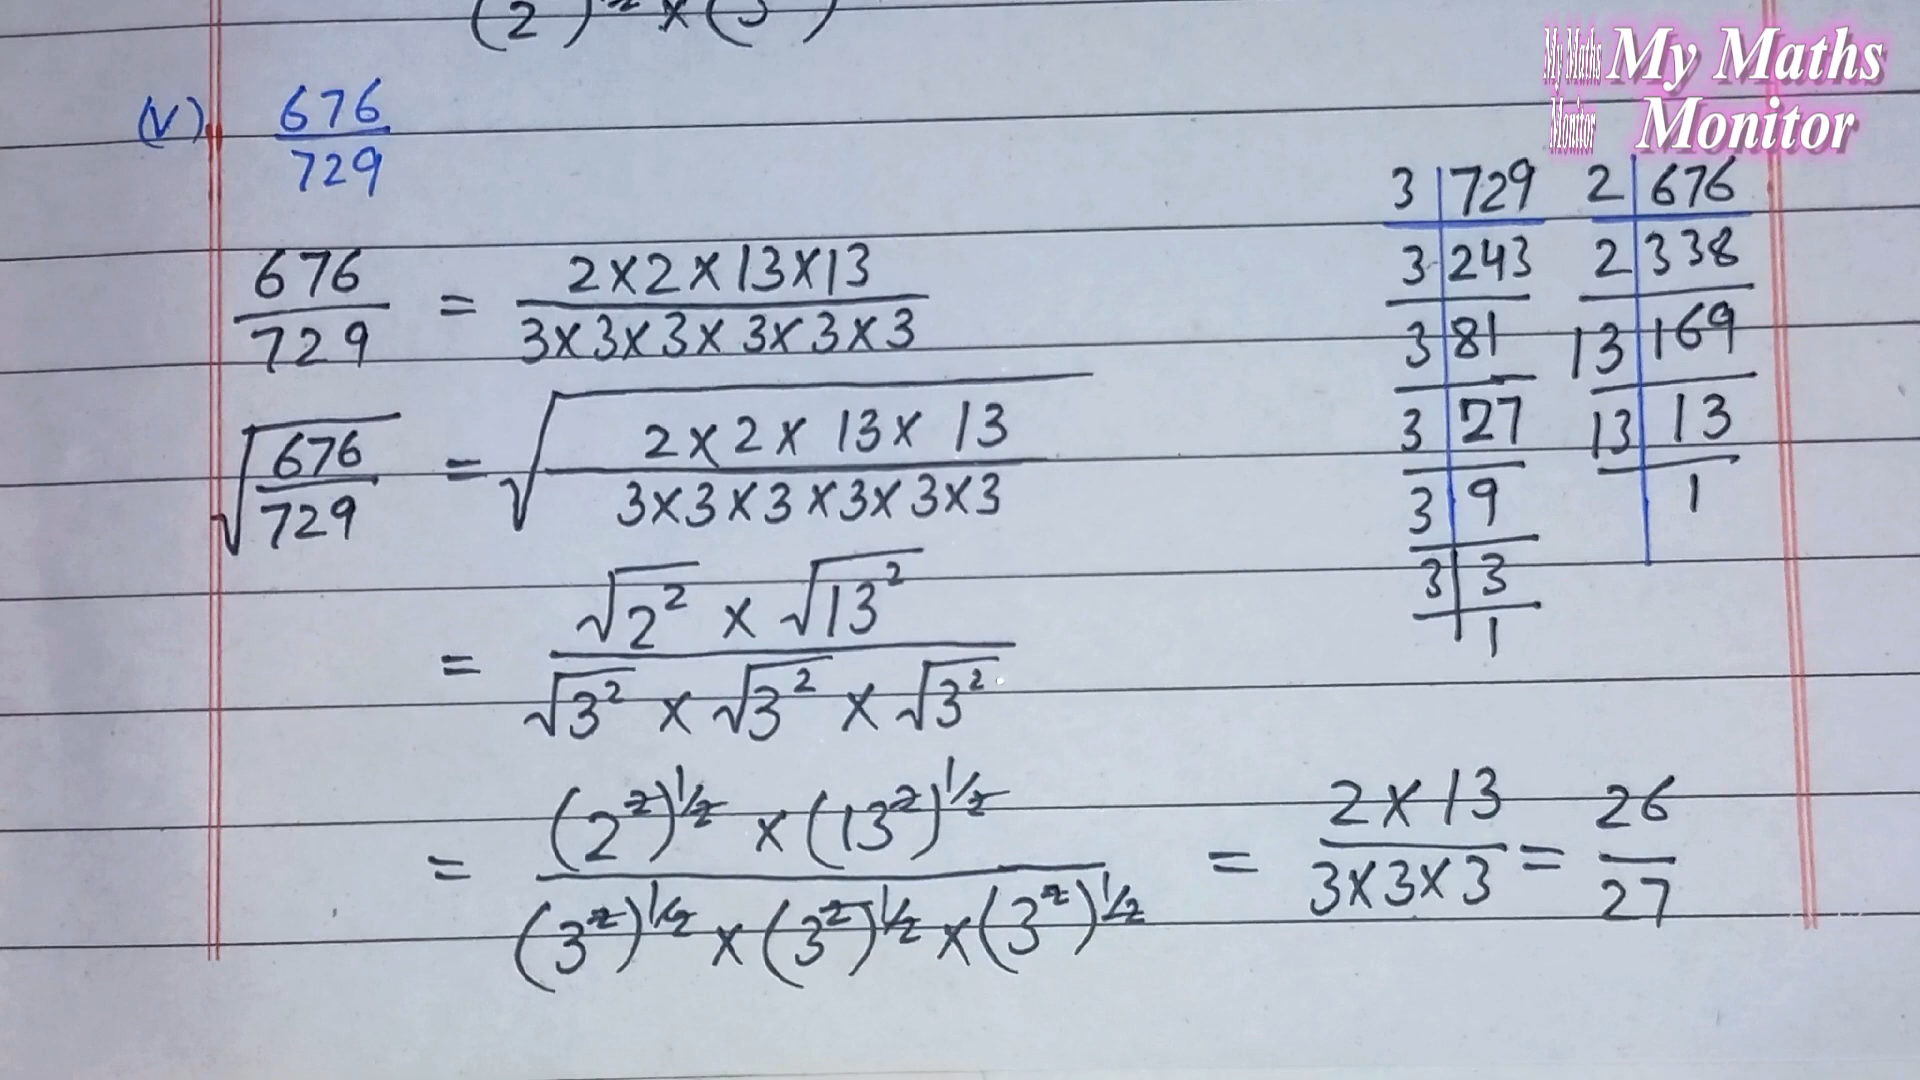 (2)² × (3
My Maths
Monitor
My Maths
Monitor
(V) 676/729
676/729 = 2×2×13×13 / 3×3×3×3×3×3
√(676/729) = √(2×2×13×13 / 3×3×3×3×3×3)
= √2² × √13² / √3² × √3² × √3²
= (2²)^1/2 × (13²)^1/2 / (3²)^1/2 × (3²)^1/2 × (3²)^1/2 = 2×13 / 3×3×3 = 26/27
3 | 729
3 | 243
3 | 81
3 | 27
3 | 9
3 | 3
1
2 | 676
2 | 338
13 | 169
13 | 13
1